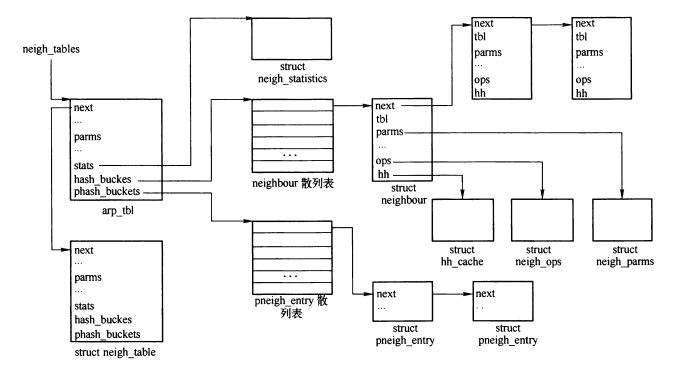 neigh_tables
next
...
parms
...
stats
hash_buckes
phash_buckets
arp_tbl
next
...
parms
...
stats
hash_buckes
phash_buckets
struct neigh_table
struct
neigh_statistics
...
neighbour 散列表
...
pneigh_entry 散
列表
next
tbl
parms
...
ops
hh
struct
neighbour
next
tbl
parms
...
ops
hh
next
tbl
parms
...
ops
hh
struct
hh_cache
struct
neigh_ops
struct
neigh_parms
next
...
struct
pneigh_entry
next
. .
struct
pneigh_entry